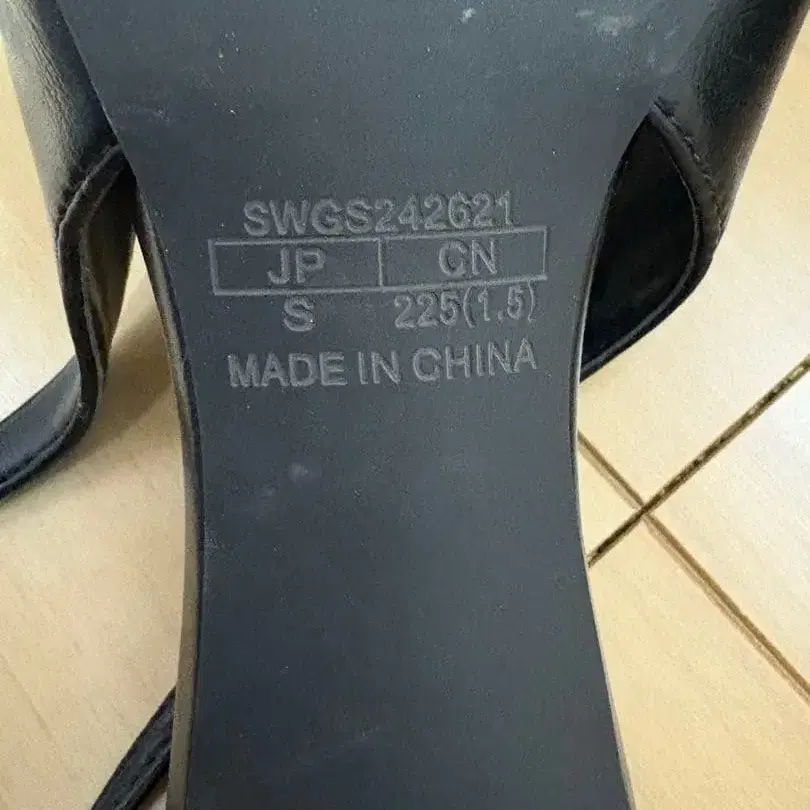 SWGS242621
JP CN
S 225(1.5)
MADE IN CHINA